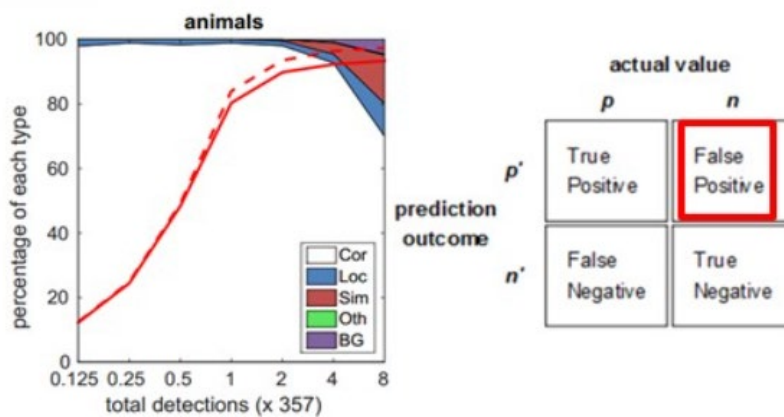 animals
percentage of each type
100
80
60
40
20
0
Cor
Loc
Sim
Oth
BG
0.125 0.25 0.5 1 2 4 8
total detections (x 357)
actual value
p n
prediction
outcome
p'
n'
True
Positive
False
Positive
False
Negative
True
Negative